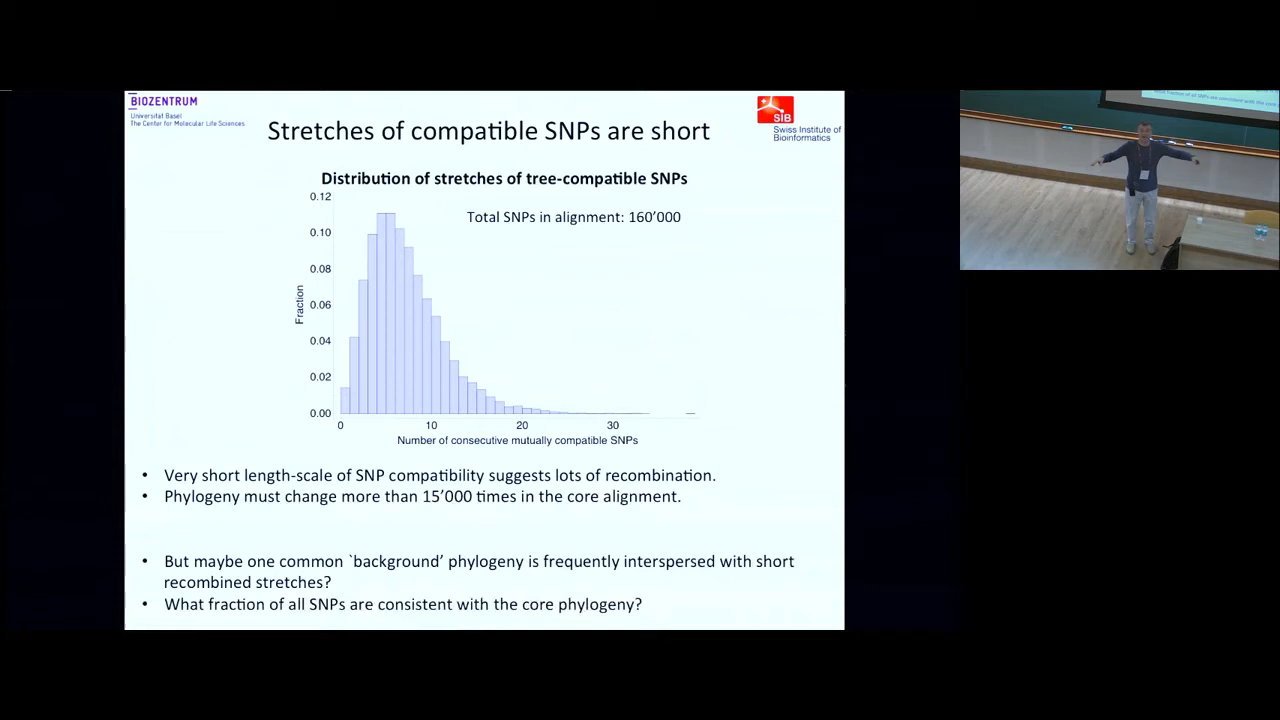 BIOZENTRUM
Universität Basel
The Center for Molecular Life Sciences
SIB
Swiss Institute of
Bioinformatics
Stretches of compatible SNPs are short
Distribution of stretches of tree-compatible SNPs
Total SNPs in alignment: 160’000
Fraction
0.12
0.10
0.08
0.06
0.04
0.02
0.00
0
10
20
30
Number of consecutive mutually compatible SNPs
• Very short length-scale of SNP compatibility suggests lots of recombination.
• Phylogeny must change more than 15’000 times in the core alignment.
• But maybe one common `background’ phylogeny is frequently interspersed with short
recombined stretches?
• What fraction of all SNPs are consistent with the core phylogeny?